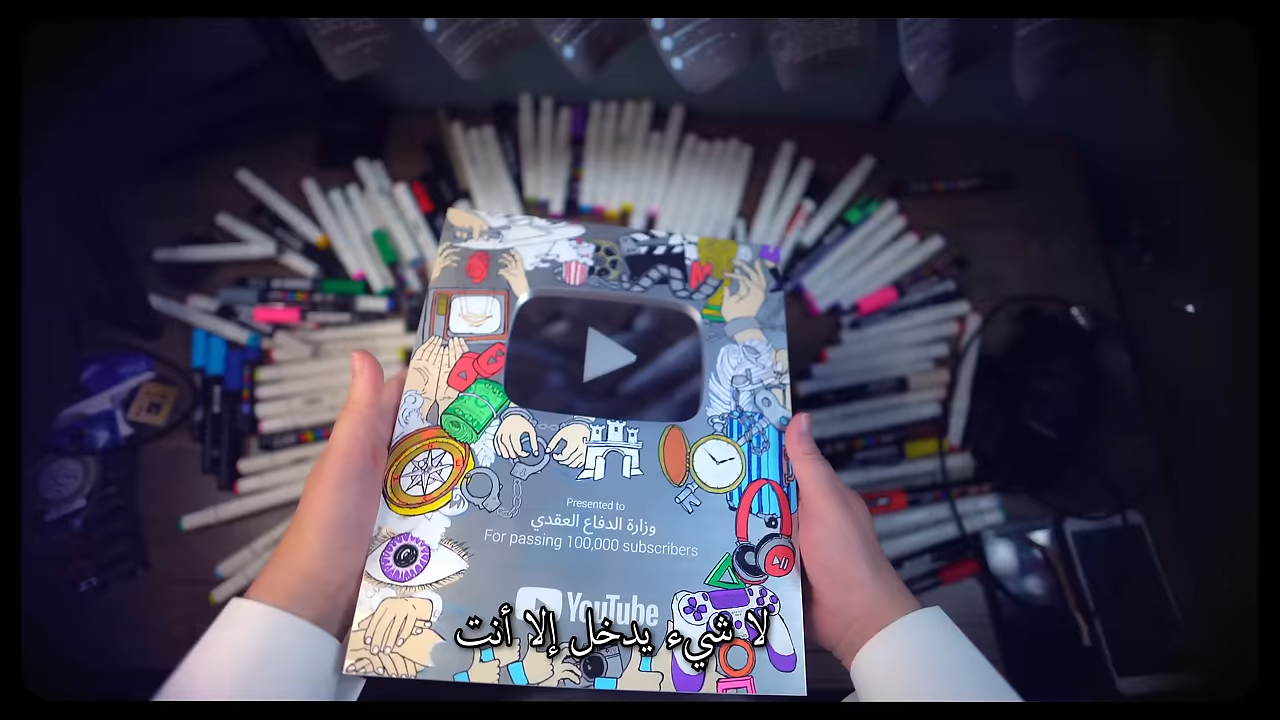 Presented to
وزارة الدفاع العقدي
For passing 100,000 subscribers
YouTube
لا شيء يدخل إلا أنت